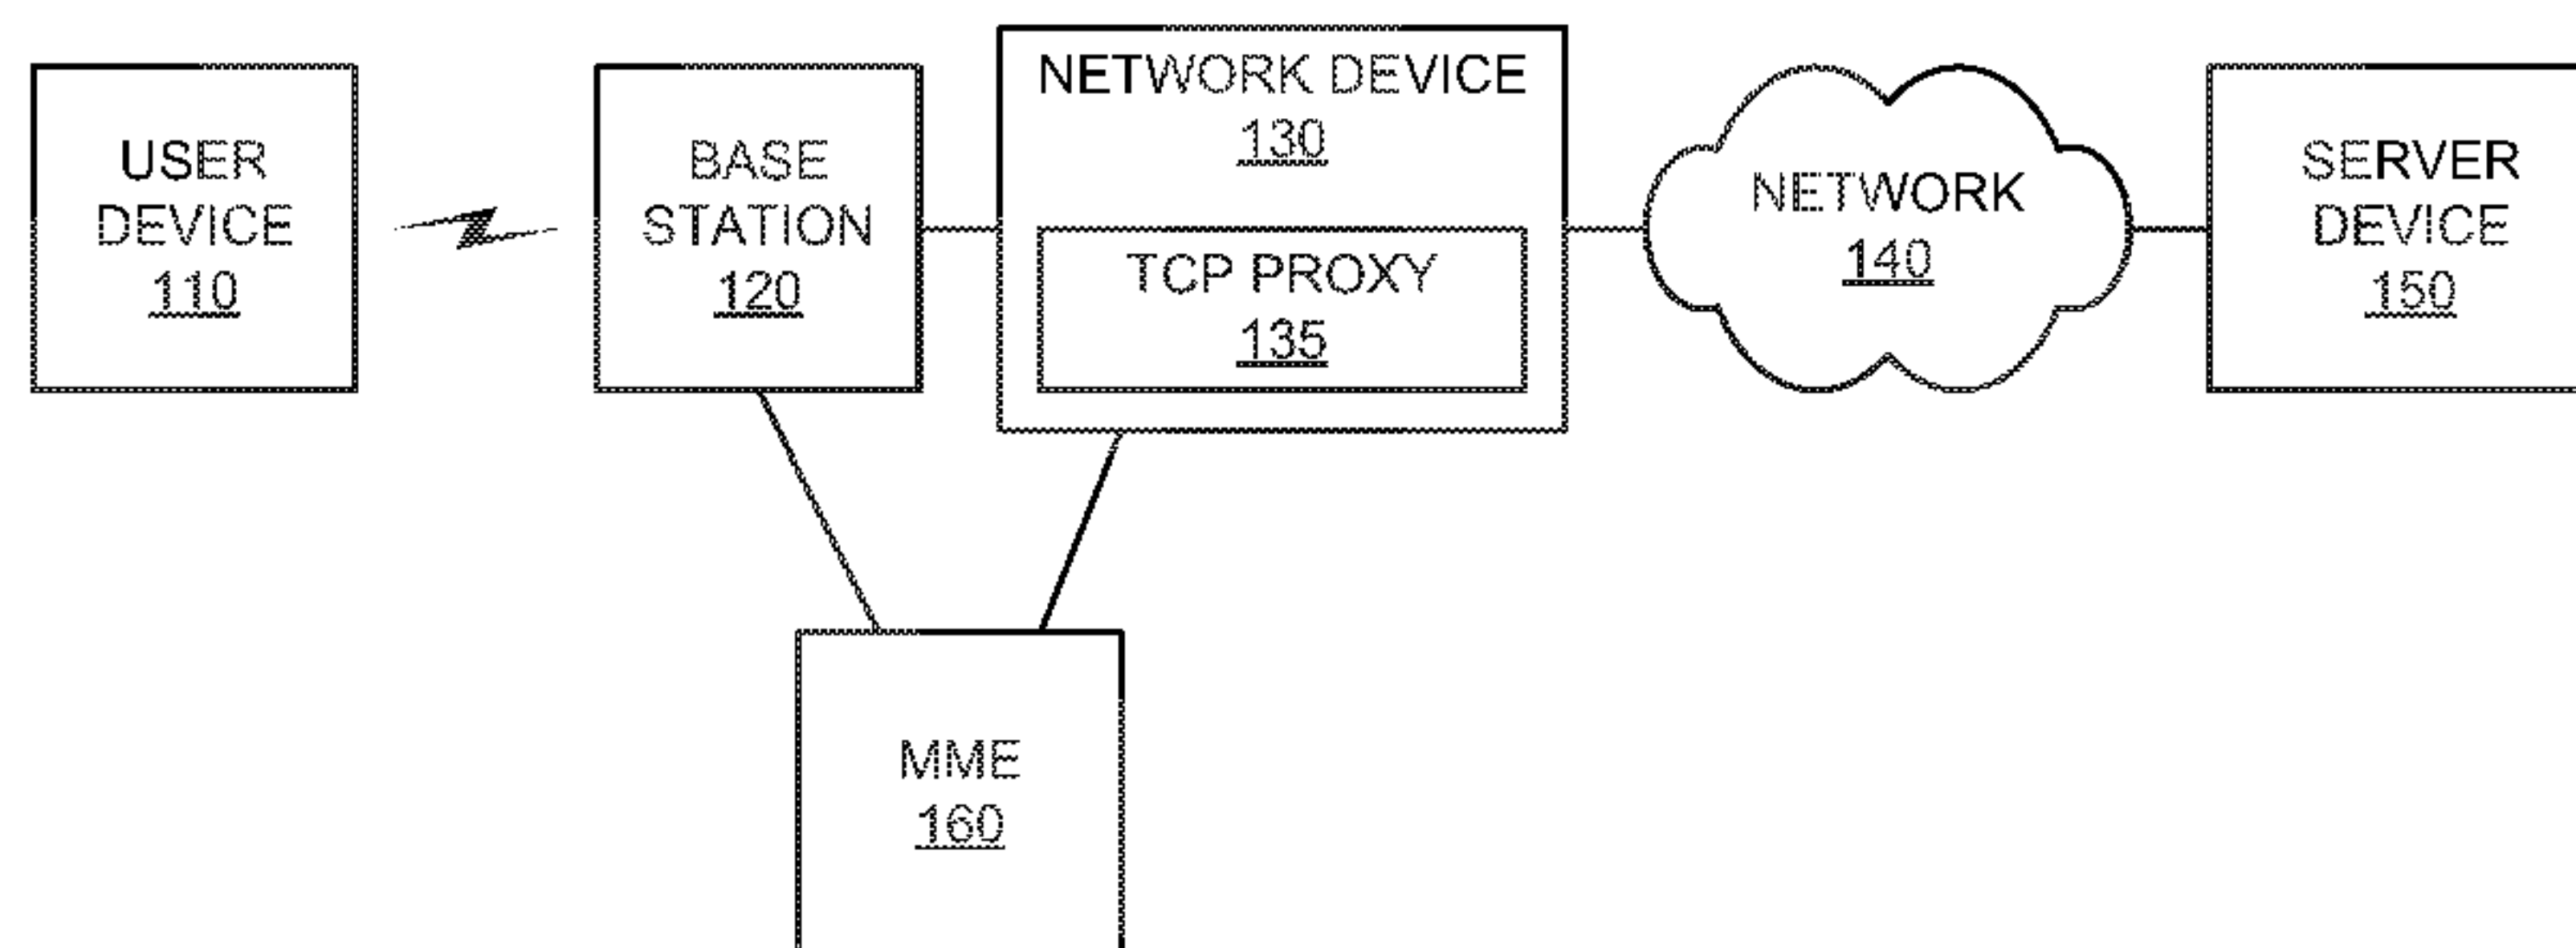 USER
DEVICE
110
BASE
STATION
120
NETWORK DEVICE
130
TCP PROXY
135
NETWORK
140
SERVER
DEVICE
150
MME
160